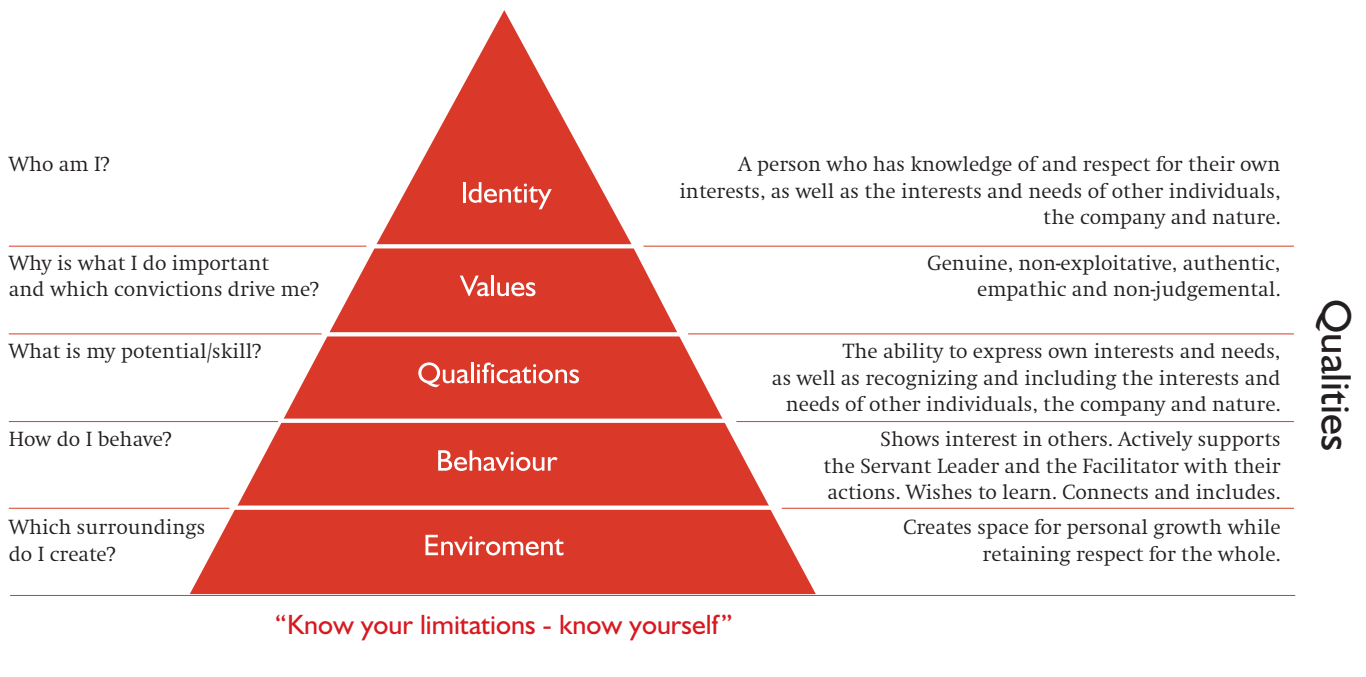 Who am I?
Identity
A person who has knowledge of and respect for their own
interests, as well as the interests and needs of other individuals,
the company and nature.
Why is what I do important
and which convictions drive me?
Values
Genuine, non-exploitative, authentic,
empathic and non-judgemental.
What is my potential/skill?
Qualifications
The ability to express own interests and needs,
as well as recognizing and including the interests and
needs of other individuals, the company and nature.
How do I behave?
Behaviour
Shows interest in others. Actively supports
the Servant Leader and the Facilitator with their
actions. Wishes to learn. Connects and includes.
Which surroundings
do I create?
Enviroment
Creates space for personal growth while
retaining respect for the whole.
Qualities
“Know your limitations - know yourself”